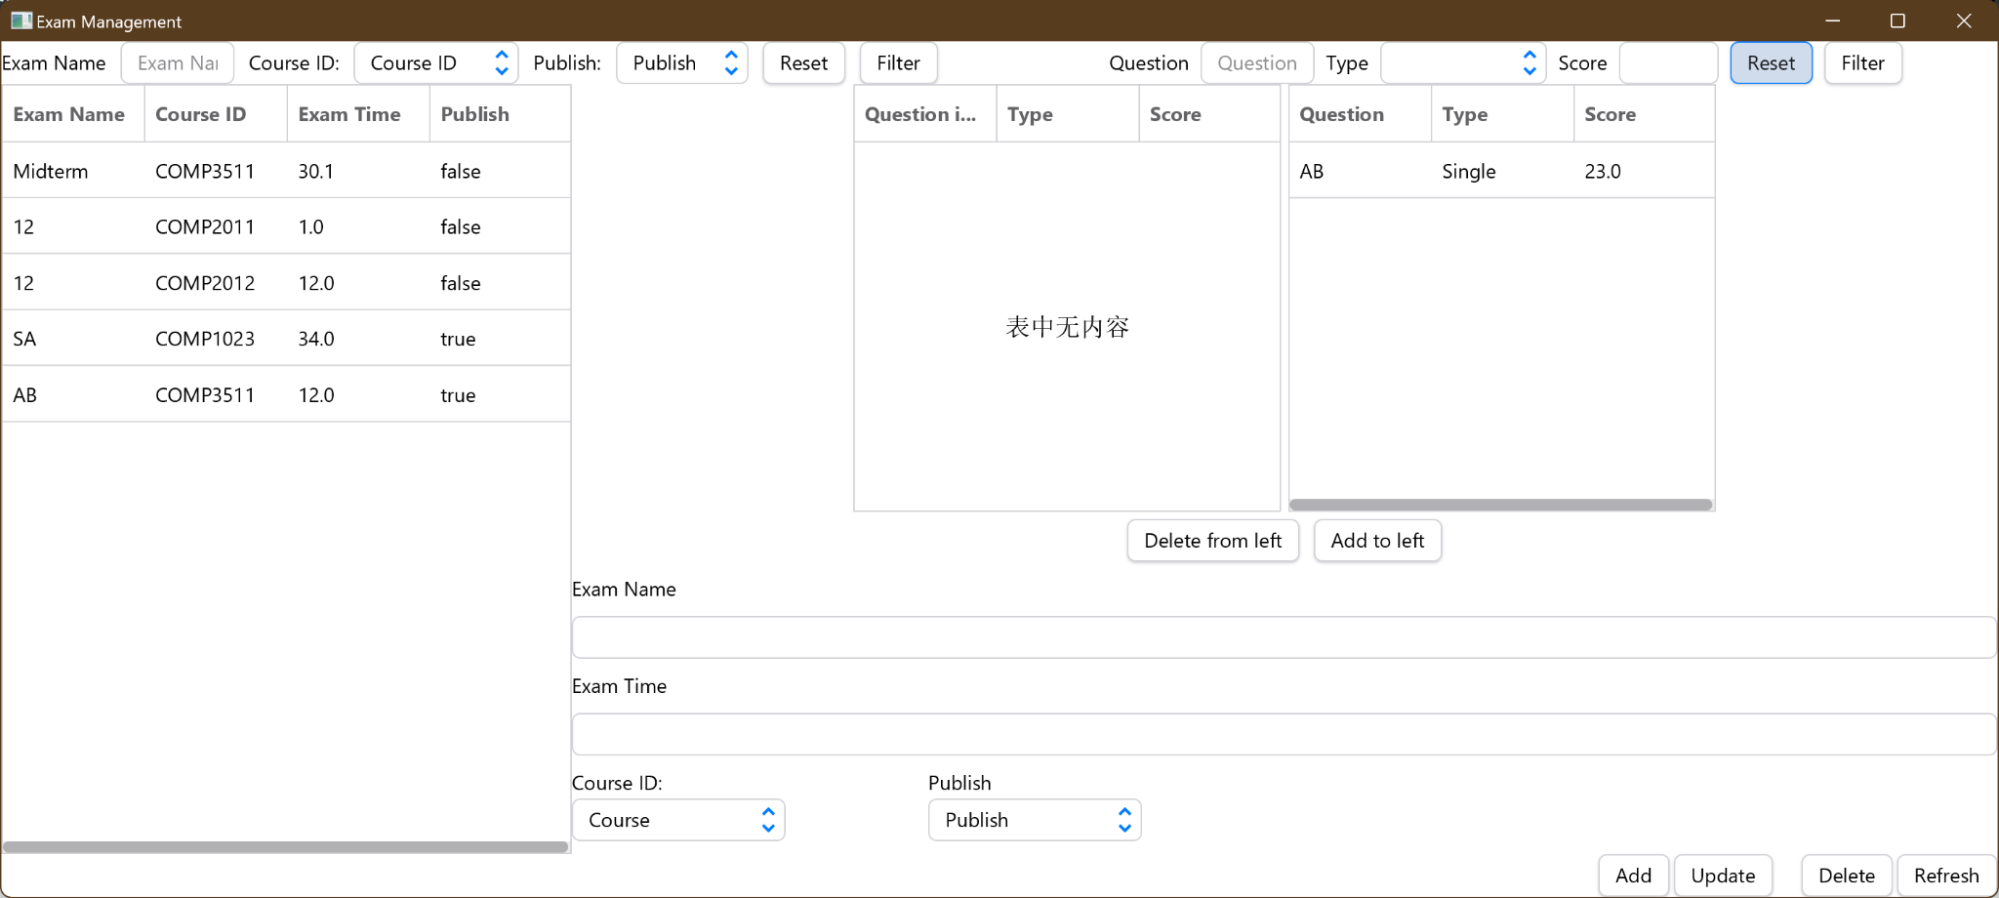 Exam Management
Exam Name Exam Nai Course ID: Course ID Publish: Publish Reset Filter Question Question Type Score Reset Filter
Exam Name Course ID Exam Time Publish
Midterm COMP3511 30.1 false
12 COMP2011 1.0 false
12 COMP2012 12.0 false
SA COMP1023 34.0 true
AB COMP3511 12.0 true
Question i... Type Score
表中无内容
Question Type Score
AB Single 23.0
Delete from left Add to left
Exam Name
Exam Time
Course ID: Publish
Course Publish
Add Update Delete Refresh